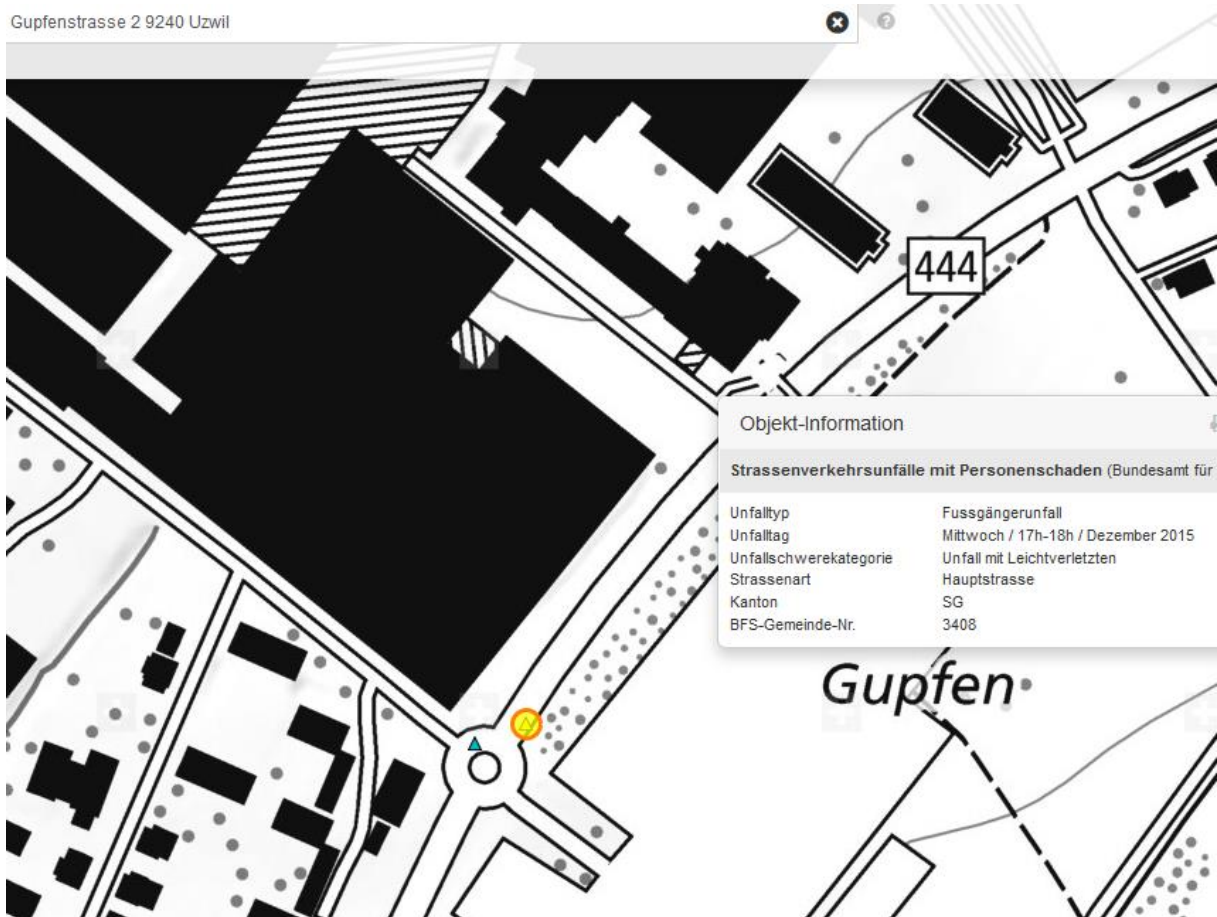 Gupfenstrasse 2 9240 Uzwil
?
444
Objekt-Information
Strassenverkehrsunfälle mit Personenschaden (Bundesamt für
Unfalltyp Fussgängerunfall
Unfalltag Mittwoch / 17h-18h / Dezember 2015
Unfallschwerekategorie Unfall mit Leichtverletzten
Strassenart Hauptstrasse
Kanton SG
BFS-Gemeinde-Nr. 3408
Gupfen